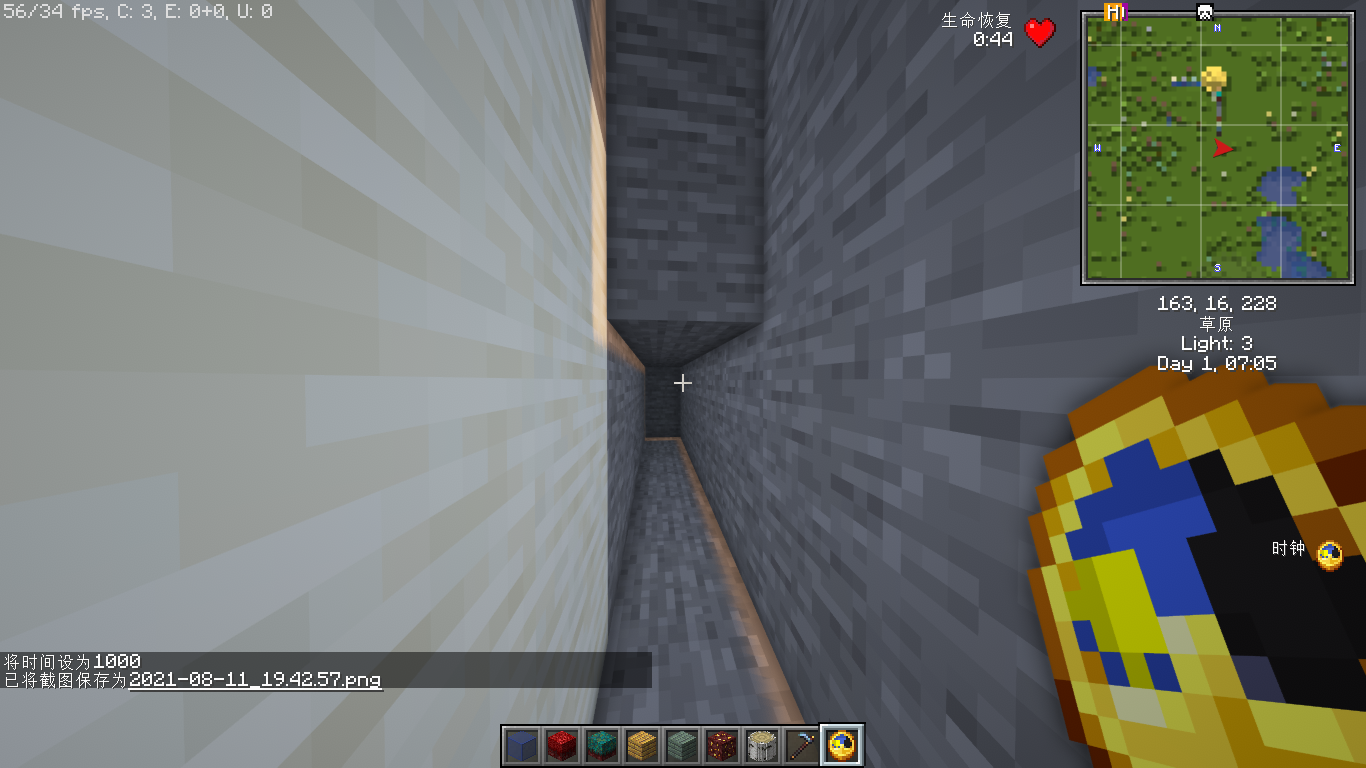 56/34 fps, C: 3, E: 0+0, U: 0
生命恢复
0:44
N
W
E
S
163, 16, 228
草原
Light: 3
Day 1, 07:05
时钟
将时间设为1000
已将截图保存为2021-08-11_19.42.57.png